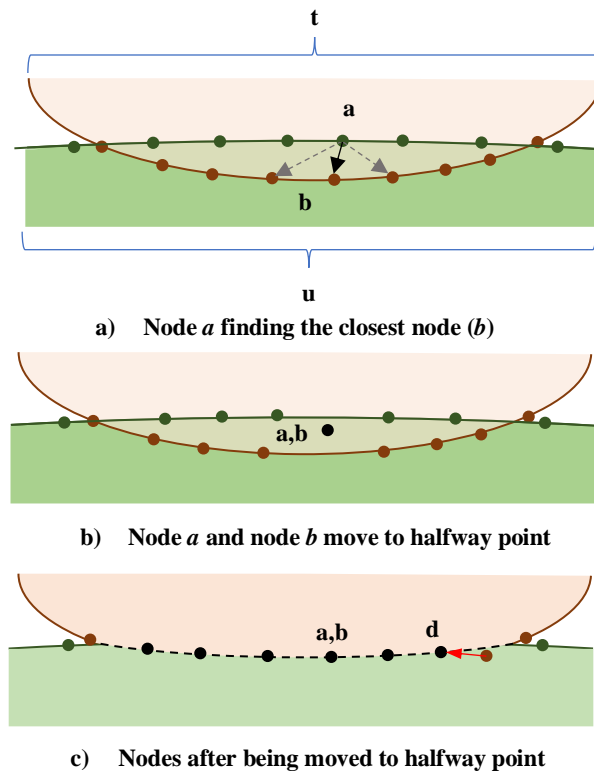 t
a
b
u
a) Node a finding the closest node (b)
a,b
b) Node a and node b move to halfway point
a,b d
c) Nodes after being moved to halfway point